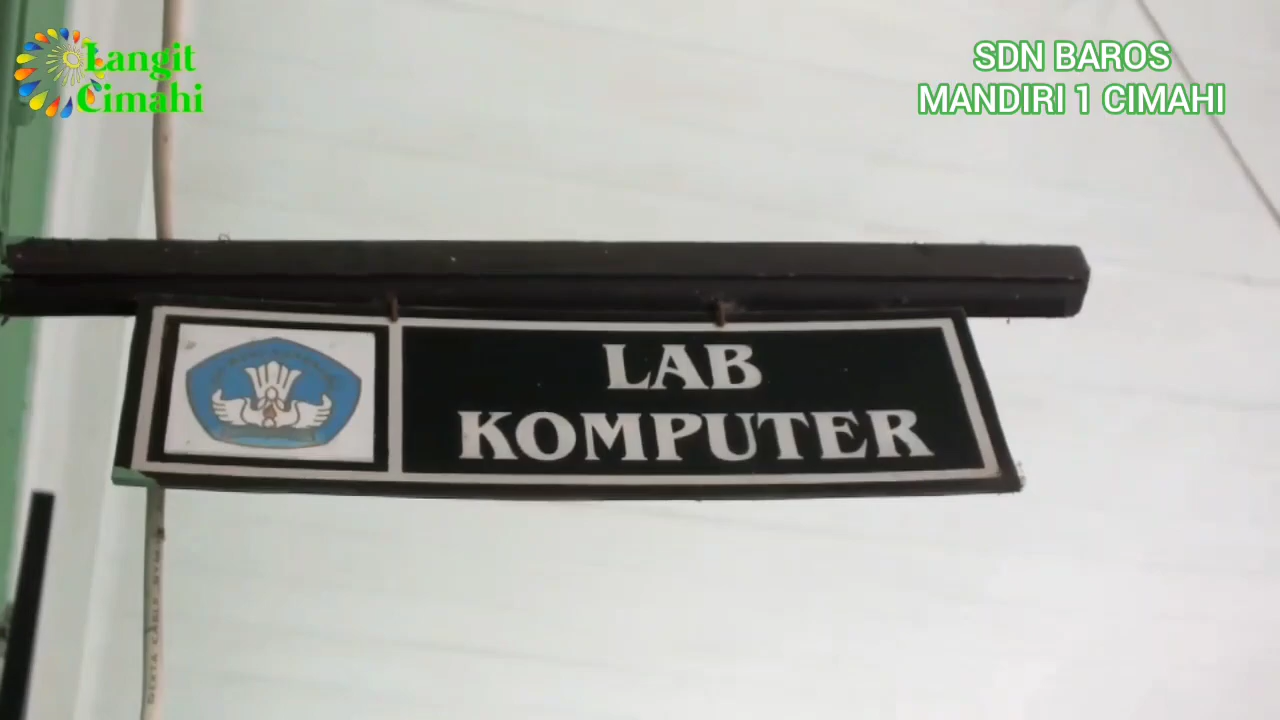 Langit
Cimahi
SDN BAROS
MANDIRI 1 CIMAHI
LAB
KOMPUTER